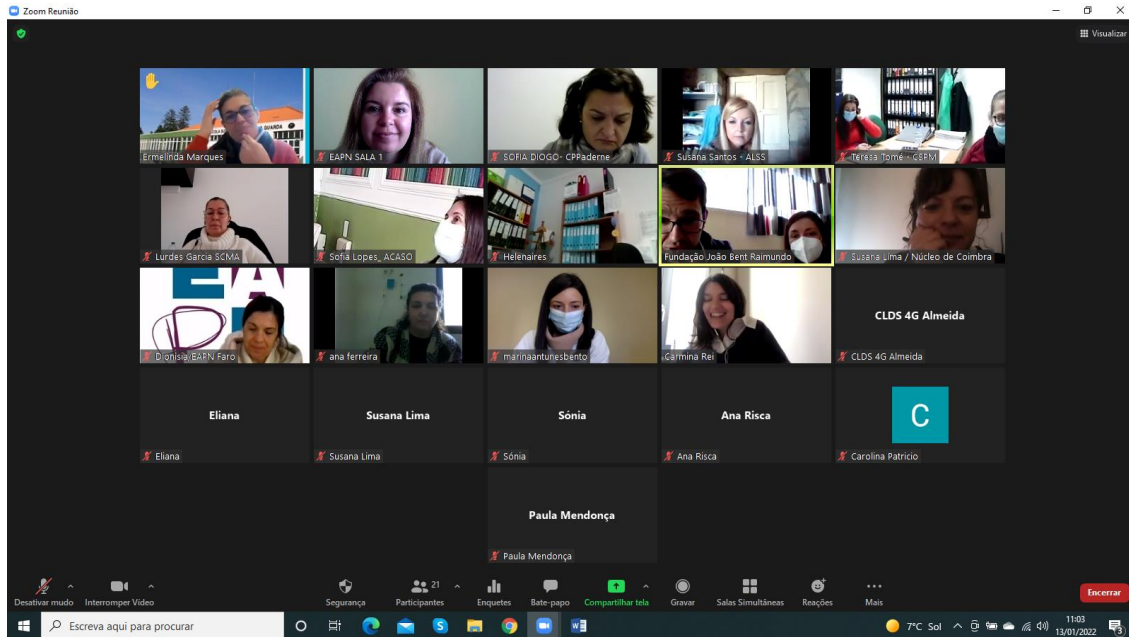 Zoom Reunião
Visualizar
GUARDA
Ermelinda Marques
EAPN SALA 1
SOFIA DIOGO- CPPaderne
Susana Santos - ALSS
Teresa Tomé - CSPM
Lurdes Garcia SCMA
Sofia Lopes_ ACASO
Helenaires
Fundação João Bent Raimundo
Susana Lima / Núcleo de Coimbra
Dionisia/EAPN Faro
ana ferreira
marinaantunesbento
Carmina Rei
CLDS 4G Almeida
CLDS 4G Almeida
Eliana
Eliana
Susana Lima
Susana Lima
Sónia
Sónia
Ana Risca
Ana Risca
C
Carolina Patricio
Paula Mendonça
Paula Mendonça
Desativar mudo
Interromper Vídeo
Segurança
21
Participantes
Enquetes
Bate-papo
Compartilhar tela
Gravar
Salas Simultâneas
Reações
Mais
Encerrar
Escreva aqui para procurar
7°C Sol
11:03
13/01/2022
3